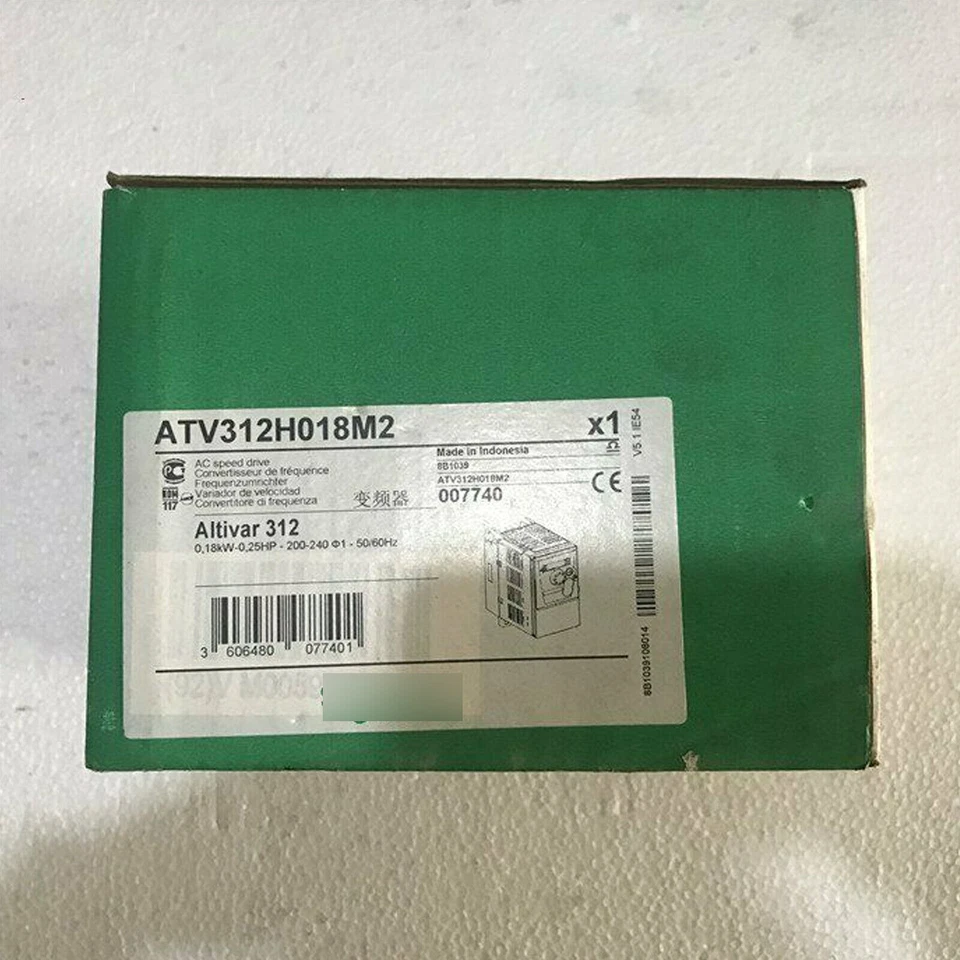 ATV312H018M2 x1
AC speed drive
Convertisseur de fréquence
Frequenzumrichter
Variador de velocidad
Convertitore di frequenza
变频器
117
Made in Indonesia
8B1039
ATV312H018M2
007740
CE
Altivar 312
0,18kW-0,25HP - 200-240 Φ1 - 50/60Hz
3 606480 077401
V5.1 IE54
8B1039106014